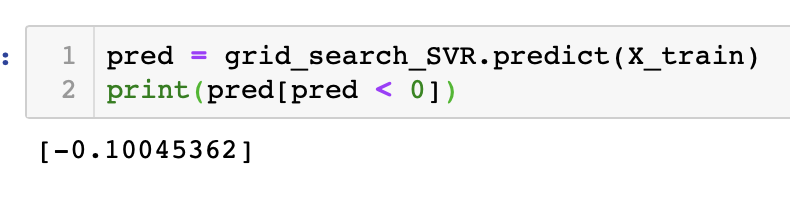 :
1 pred = grid_search_SVR.predict(X_train)
2 print(pred[pred < 0])
[-0.10045362]